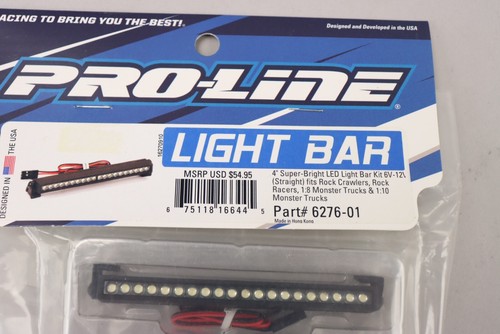 ACING TO BRING YOU THE BEST!
Designed and Developed in the USA
PRO-LINE
DESIGNED IN THE USA
LIGHT BAR
MSRP USD $54.95
6 75118 16644 5
4" Super-Bright LED Light Bar Kit 6V-12V
(Straight) fits Rock Crawlers, Rock
Racers, 1:8 Monster Trucks & 1:10
Monster Trucks
Part# 6276-01
Made in Hong Kong